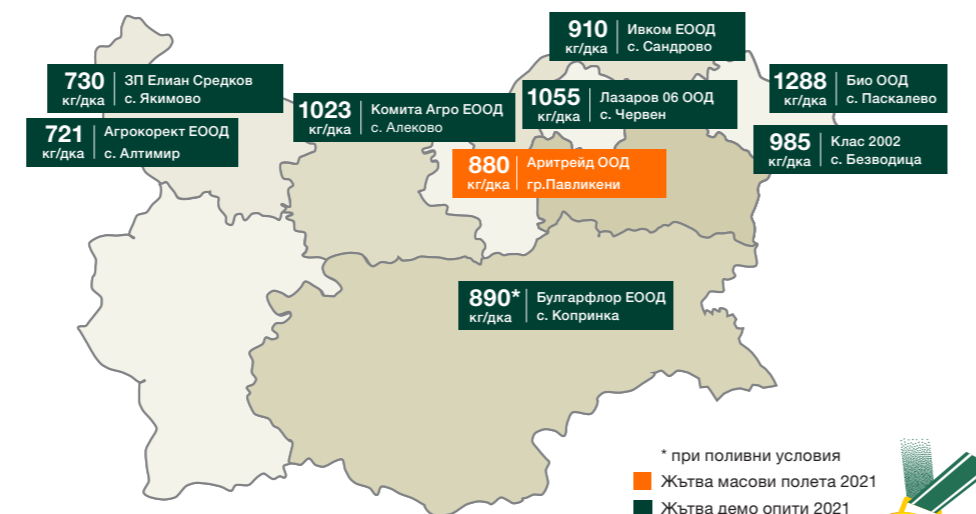 910 Ивком ЕООД
кг/дка с. Сандрово
730 ЗП Елиан Средков
кг/дка с. Якимово
1288 Био ООД
кг/дка с. Паскалево
1023 Комита Агро ЕООД
кг/дка с. Алеково
1055 Лазаров 06 ООД
кг/дка с. Червен
721 Агрокорект ЕООД
кг/дка с. Алтимир
985 Клас 2002
кг/дка с. Безводица
880 Аритрейд ООД
кг/дка гр.Павликени
890* Булгарфлор ЕООД
кг/дка с. Копринка
* при поливни условия
Жътва масови полета 2021
Жътва демо опити 2021